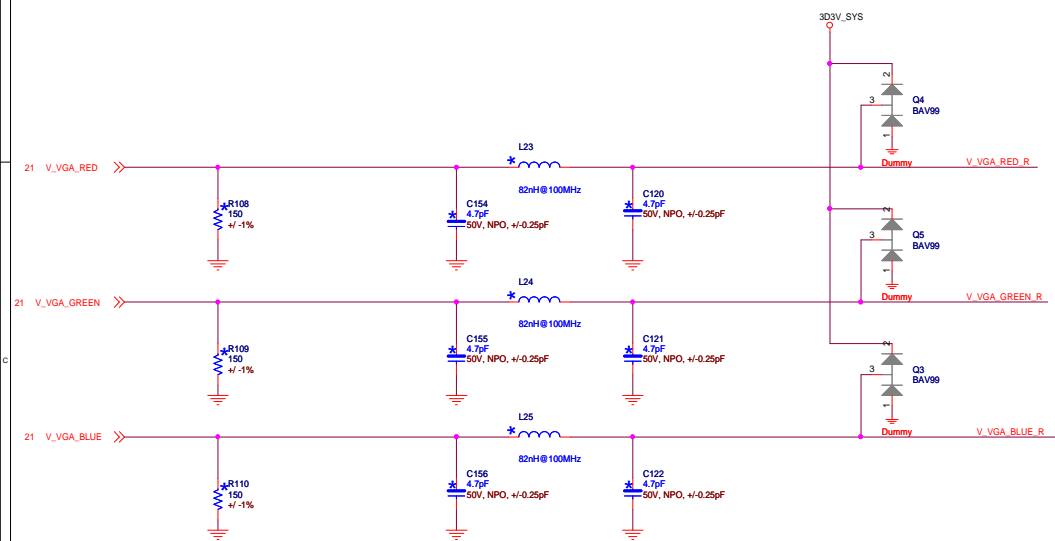 3D3V_SYS
2
3
Q4
BAV99
1
Dummy
L23
21 V_VGA_RED
V_VGA_RED_R
82nH@100MHz
R108
150
+/ -1%
C154
4.7pF
50V, NPO, +/-0.25pF
C120
4.7pF
50V, NPO, +/-0.25pF
2
3
Q5
BAV99
1
Dummy
L24
21 V_VGA_GREEN
V_VGA_GREEN_R
82nH@100MHz
R109
150
+/ -1%
C155
4.7pF
50V, NPO, +/-0.25pF
C121
4.7pF
50V, NPO, +/-0.25pF
C
2
3
Q3
BAV99
1
Dummy
L25
21 V_VGA_BLUE
V_VGA_BLUE_R
82nH@100MHz
R110
150
+/ -1%
C156
4.7pF
50V, NPO, +/-0.25pF
C122
4.7pF
50V, NPO, +/-0.25pF